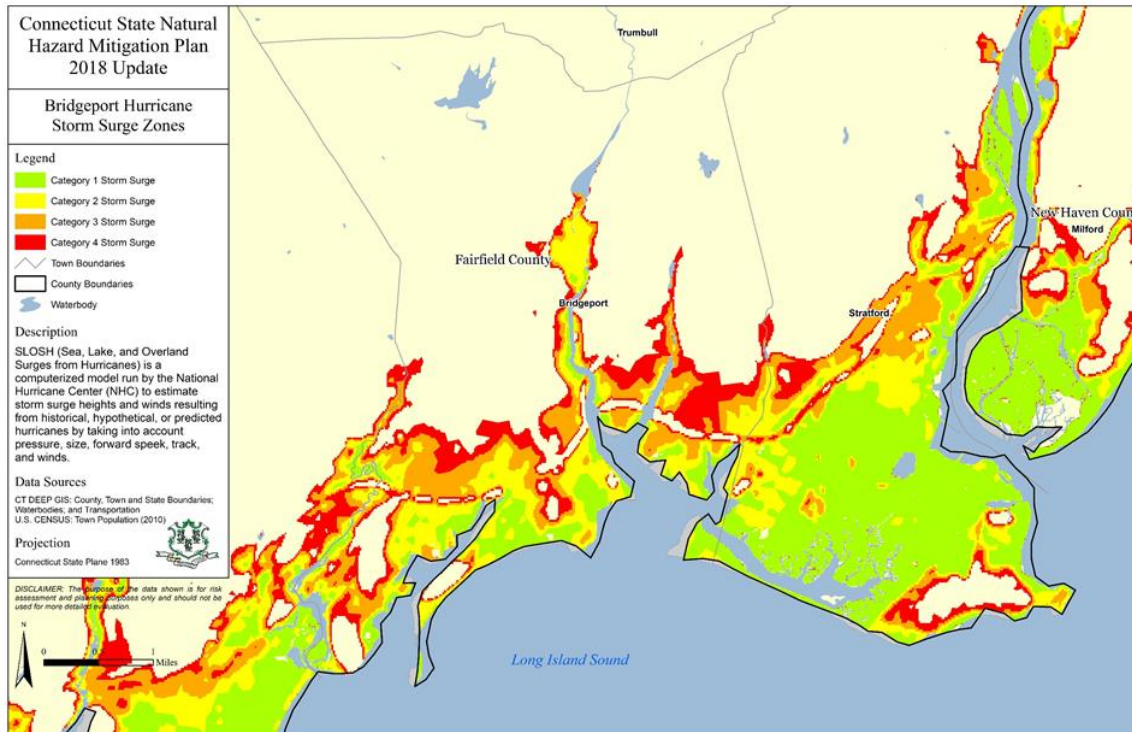 Connecticut State Natural
Hazard Mitigation Plan
2018 Update
Bridgeport Hurricane
Storm Surge Zones
Legend
Category 1 Storm Surge
Category 2 Storm Surge
Category 3 Storm Surge
Category 4 Storm Surge
Town Boundaries
County Boundaries
Waterbody
Description
SLOSH (Sea, Lake, and Overland
Surges from Hurricanes) is a
computerized model run by the National
Hurricane Center (NHC) to estimate
storm surge heights and winds resulting
from historical, hypothetical, or predicted
hurricanes by taking into account
pressure, size, forward speek, track,
and winds.
Data Sources
CT DEEP GIS: County, Town and State Boundaries;
Waterbodies; and Transportation
U.S. CENSUS: Town Population (2010)
Projection
Connecticut State Plane 1983
DISCLAIMER: The purpose of the data shown is for risk
assessment and planning purposes only and should not be
used for more detailed evaluation.
N
1 0 1
Miles
Trumbull
New Haven Coun
Milford
Fairfield County
Bridgeport
Stratford
Long Island Sound